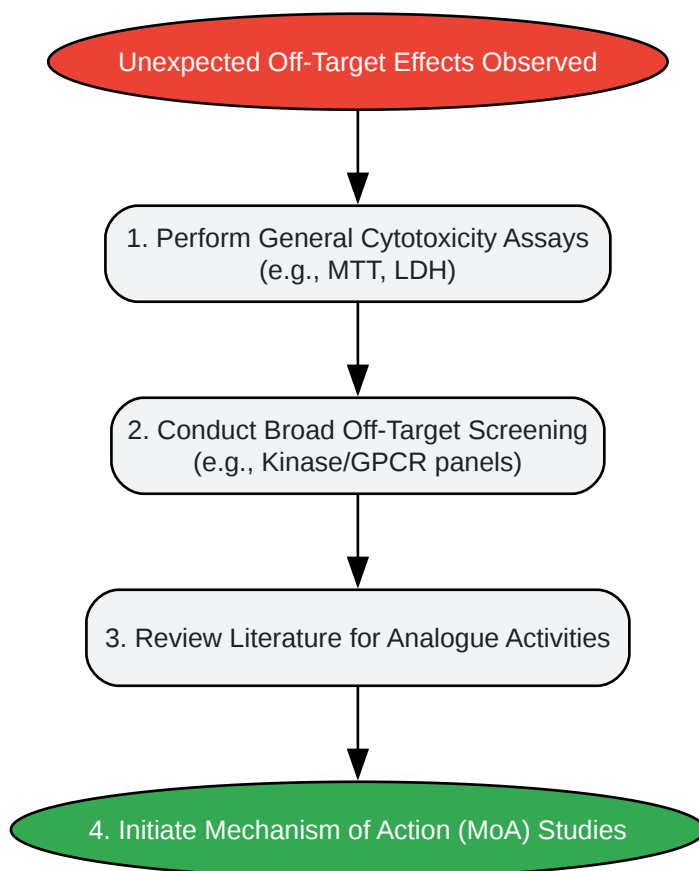 Unexpected Off-Target Effects Observed
1. Perform General Cytotoxicity Assays
(e.g., MTT, LDH)
2. Conduct Broad Off-Target Screening
(e.g., Kinase/GPCR panels)
3. Review Literature for Analogue Activities
4. Initiate Mechanism of Action (MoA) Studies